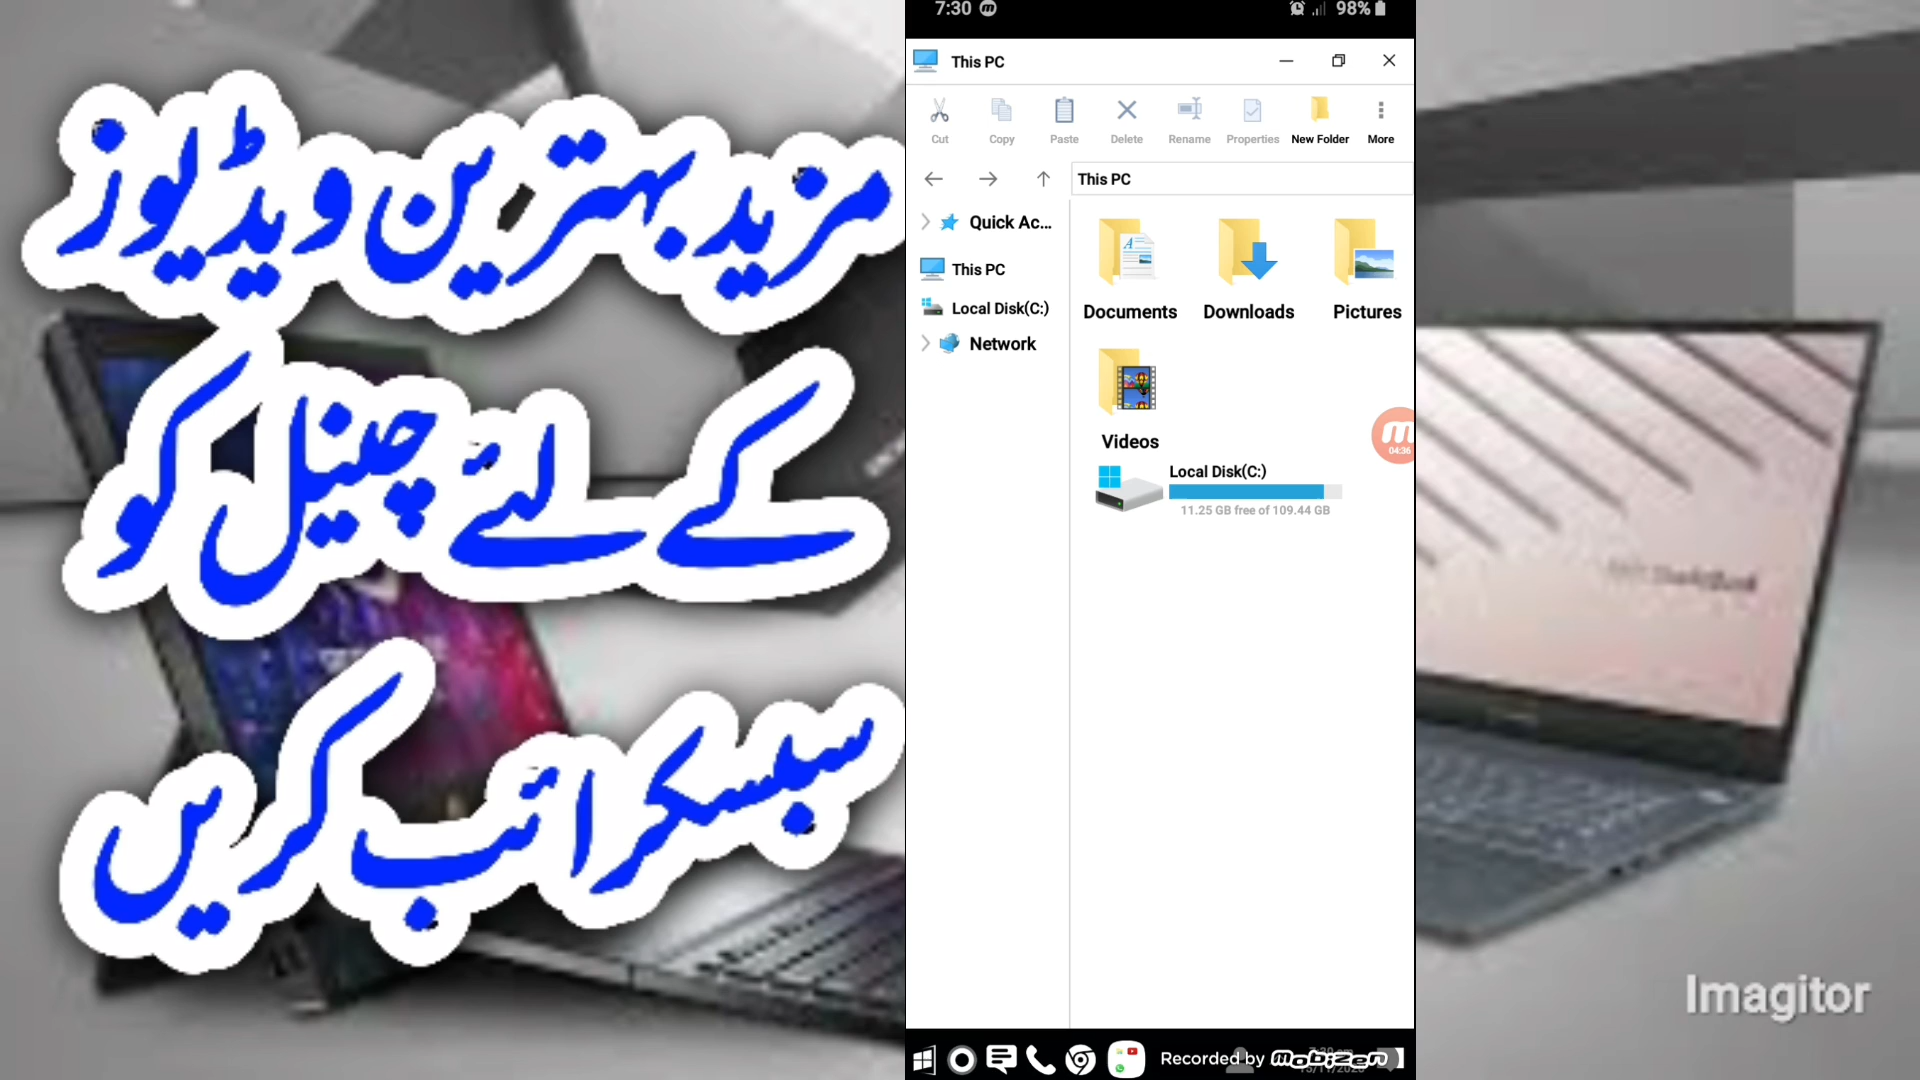 مزید بہترین ویڈیوز
کے لئے چینل کو
سبسکرائب کریں
7:30
98%
This PC
Cut Copy Paste Delete Rename Properties New Folder More
This PC
Quick Ac...
This PC
Local Disk(C:)
Network
Documents Downloads Pictures
Videos
Local Disk(C:)
11.25 GB free of 109.44 GB
04:36
Recorded by mobizen
Imagitor